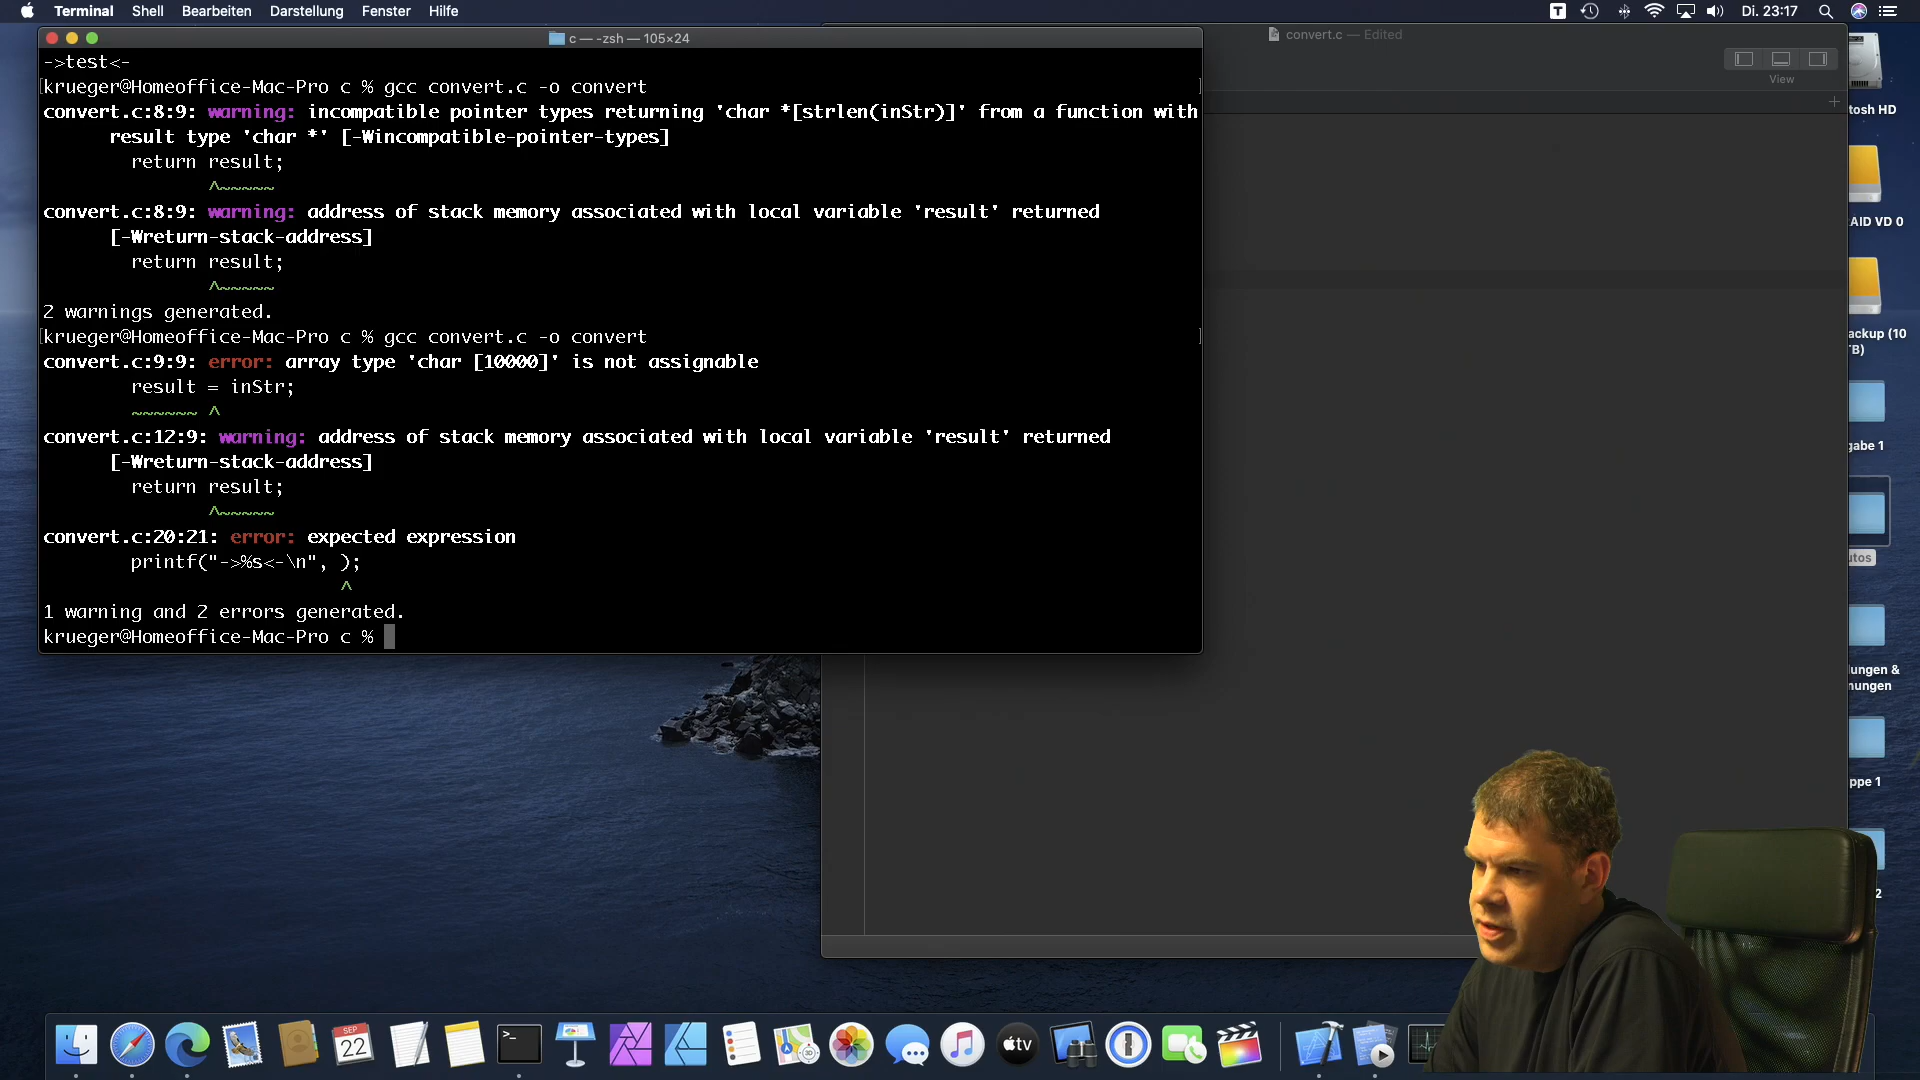 Terminal Shell Bearbeiten Darstellung Fenster Hilfe
Di. 23:17
c — -zsh — 105×24
->test<-
krueger@Homeoffice-Mac-Pro c % gcc convert.c -o convert
convert.c:8:9: warning: incompatible pointer types returning 'char *[strlen(inStr)]' from a function with
result type 'char *' [-Wincompatible-pointer-types]
return result;
^~~~~~
convert.c:8:9: warning: address of stack memory associated with local variable 'result' returned
[-Wreturn-stack-address]
return result;
^~~~~~
2 warnings generated.
krueger@Homeoffice-Mac-Pro c % gcc convert.c -o convert
convert.c:9:9: error: array type 'char [10000]' is not assignable
result = inStr;
~~~~~~ ^
convert.c:12:9: warning: address of stack memory associated with local variable 'result' returned
[-Wreturn-stack-address]
return result;
^~~~~~
convert.c:20:21: error: expected expression
printf("->%s<-\n", );
^
1 warning and 2 errors generated.
krueger@Homeoffice-Mac-Pro c %
convert.c — Edited
View
tosh HD
AID VD 0
ackup (10
TB)
gabe 1
utos
lungen &
nungen
ppe 1
2
SEP
22
tv